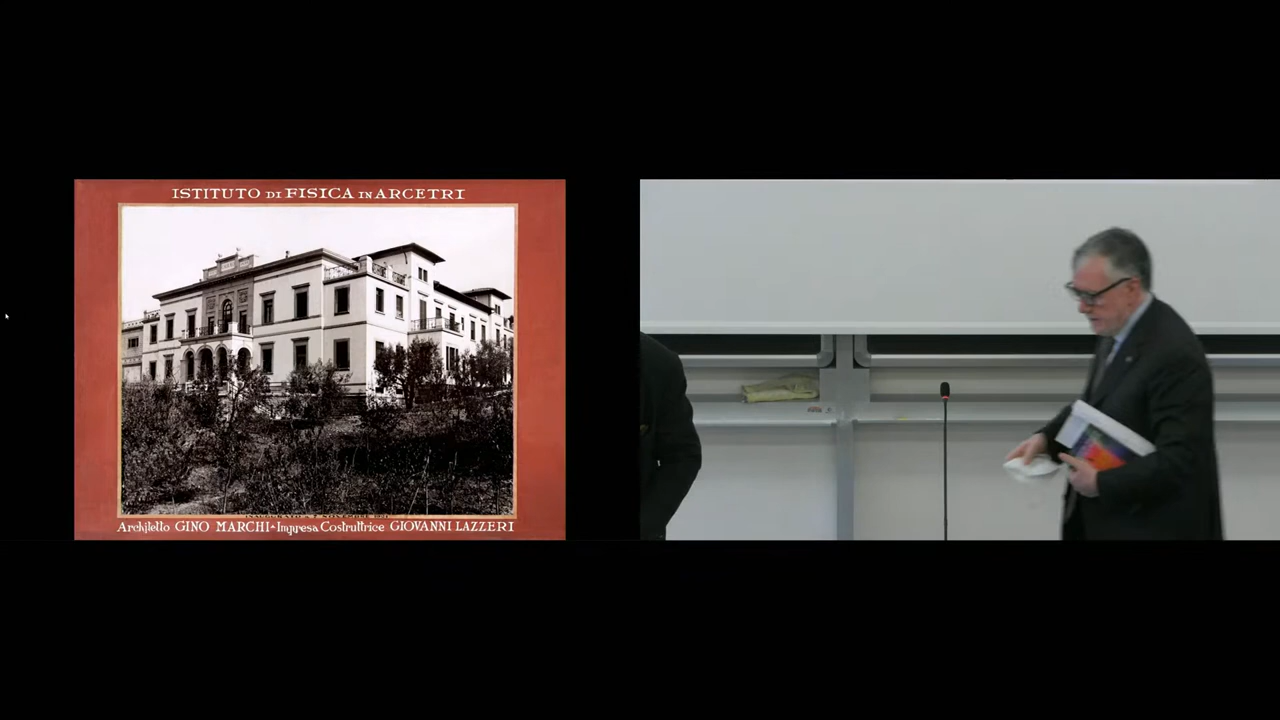 ISTITUTO DI FISICA IN ARCETRI
Architetto GINO MARCHI - Impresa Costruttrice GIOVANNI LAZZERI